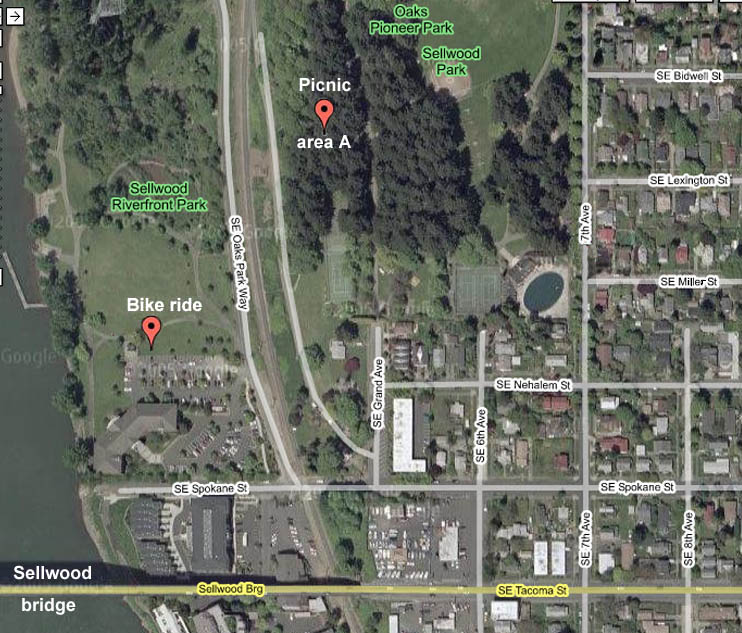 Oaks
Pioneer Park
Sellwood
Park
SE Bidwell St
Picnic
area A
SE Lexington St
Sellwood
Riverfront Park
7th Ave
SE Oaks Park Way
SE Miller St
Bike ride
Google
SE Grand Ave
SE Nehalem St
SE 6th Ave
SE Spokane St
SE Spokane St
SE 7th Ave
SE 8th Ave
Sellwood
bridge
Sellwood Brg
SE Tacoma St